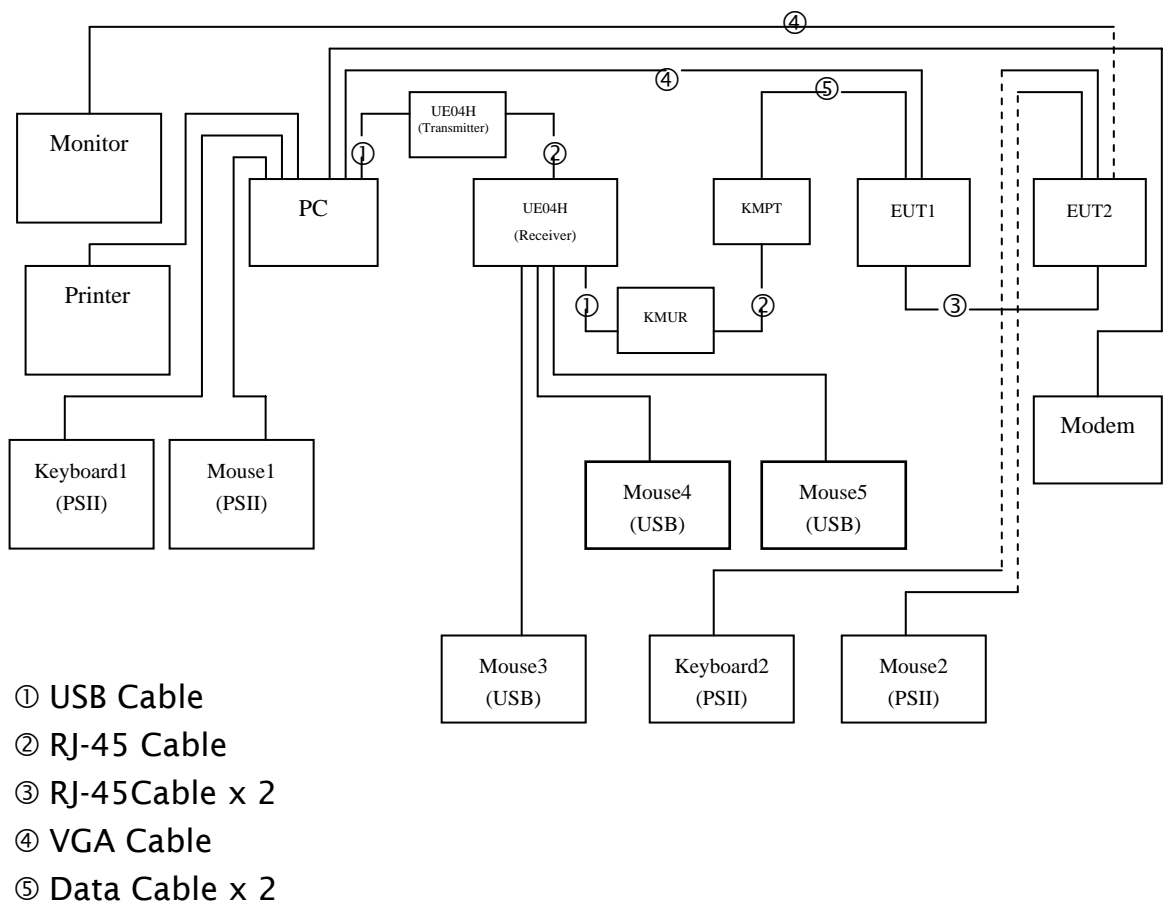 ④
④
⑤
UE04H
(Transmitter)
Monitor
①
②
PC
UE04H
(Receiver)
KMPT
EUT1
EUT2
Printer
①
KMUR
②
③
Modem
Keyboard1
(PSII)
Mouse1
(PSII)
Mouse4
(USB)
Mouse5
(USB)
Mouse3
(USB)
Keyboard2
(PSII)
Mouse2
(PSII)
① USB Cable
② RJ-45 Cable
③ RJ-45Cable x 2
④ VGA Cable
⑤ Data Cable x 2